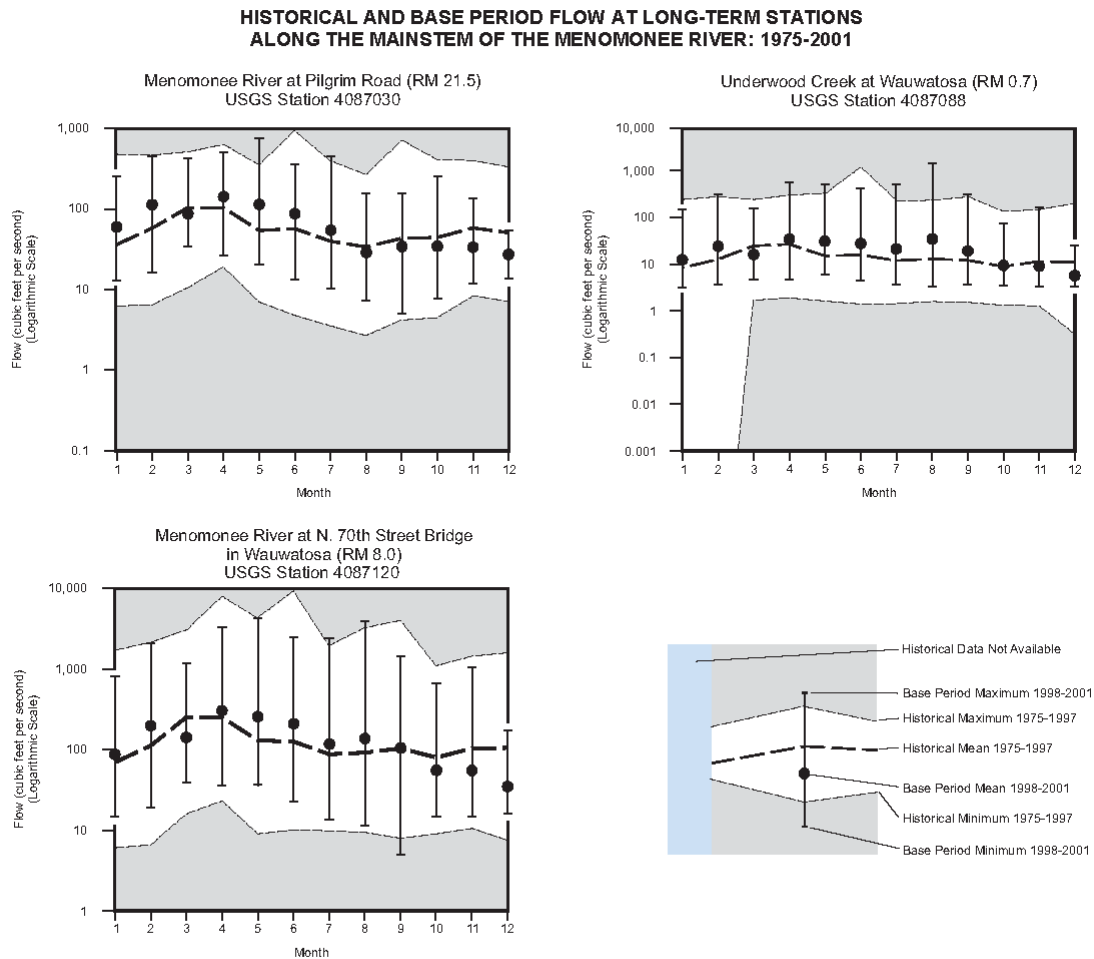 HISTORICAL AND BASE PERIOD FLOW AT LONG-TERM STATIONS
ALONG THE MAINSTEM OF THE MENOMONEE RIVER: 1975-2001
Menomonee River at Pilgrim Road (RM 21.5)
USGS Station 4087030
1,000
100
10
1
0.1
Flow (cubic feet per second)
(Logarithmic Scale)
1 2 3 4 5 6 7 8 9 10 11 12
Month
Underwood Creek at Wauwatosa (RM 0.7)
USGS Station 4087088
10,000
1,000
100
10
1
0.1
0.01
0.001
Flow (cubic feet per second)
(Logarithmic Scale)
1 2 3 4 5 6 7 8 9 10 11 12
Month
Menomonee River at N. 70th Street Bridge
in Wauwatosa (RM 8.0)
USGS Station 4087120
10,000
1,000
100
10
1
Flow (cubic feet per second)
(Logarithmic Scale)
1 2 3 4 5 6 7 8 9 10 11 12
Month
Historical Data Not Available
Base Period Maximum 1998-2001
Historical Maximum 1975-1997
Historical Mean 1975-1997
Base Period Mean 1998-2001
Historical Minimum 1975-1997
Base Period Minimum 1998-2001